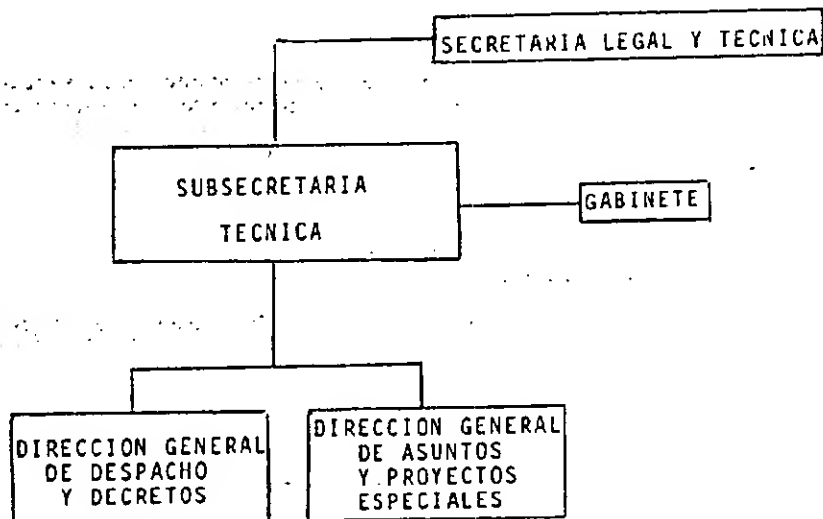 SECRETARIA LEGAL Y TECNICA
SUBSECRETARIA
TECNICA
GABINETE
DIRECCION GENERAL
DE DESPACHO
Y DECRETOS
DIRECCION GENERAL
DE ASUNTOS
Y PROYECTOS
ESPECIALES